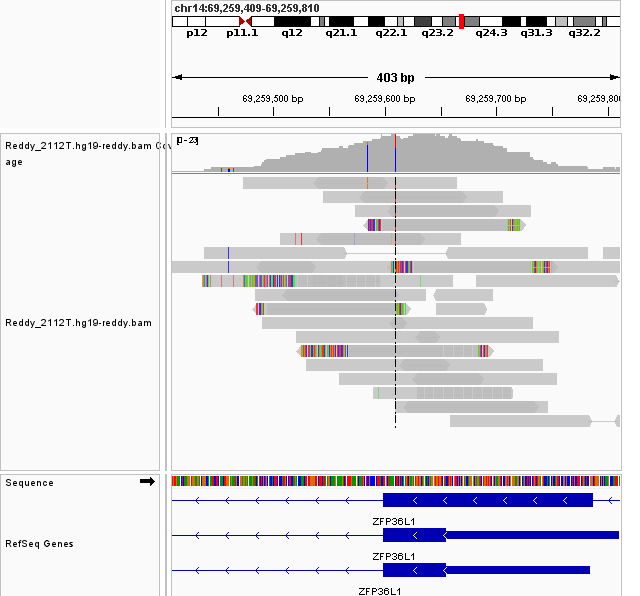 chr14:69,259,409-69,259,810
p12 p11.1 q12 q21.1 q22.1 q23.2 q24.3 q31.3 q32.2
403 bp
69,259,500 bp 69,259,600 bp 69,259,700 bp 69,259,80
Reddy_2112T.hg19-reddy.bam Cov
age
[0-23]
Reddy_2112T.hg19-reddy.bam
Sequence
ZFP36L1
RefSeq Genes
ZFP36L1
ZFP36L1